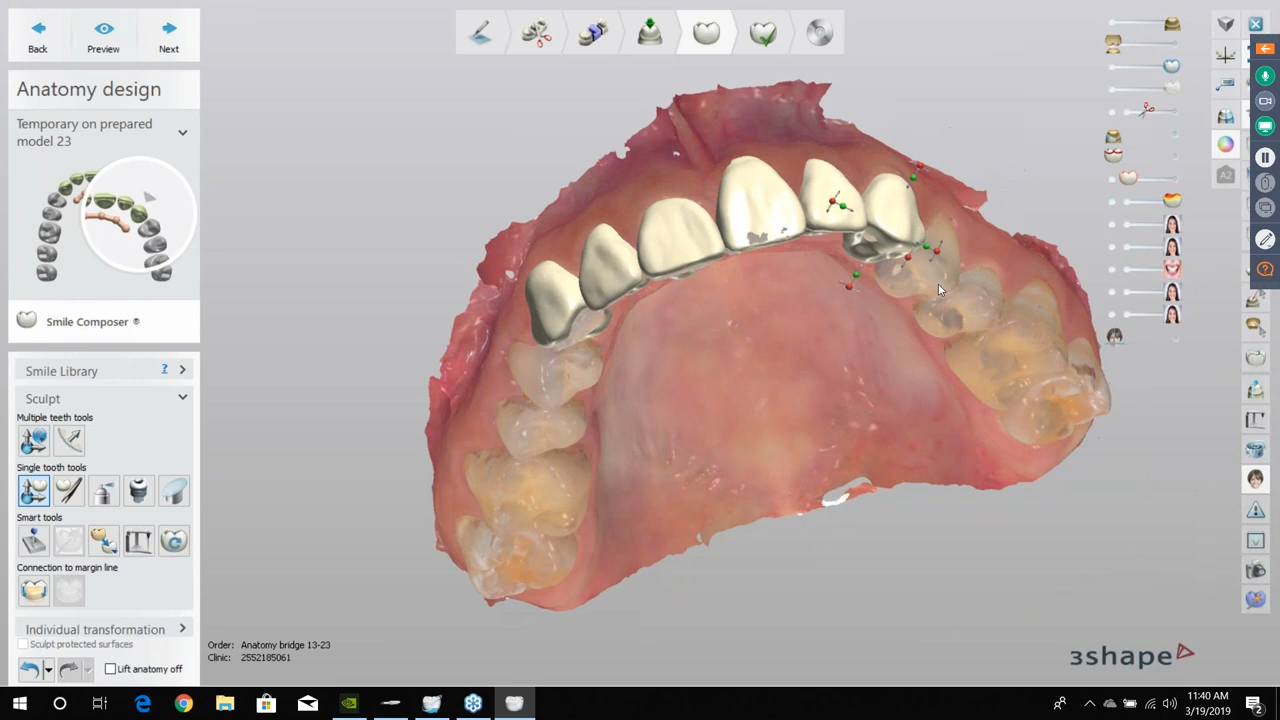 Back
Preview
Next
Anatomy design
Temporary on prepared
model 23
Smile Composer ®
Smile Library
?
Sculpt
Multiple teeth tools
Single tooth tools
Smart tools
Connection to margin line
Individual transformation
Sculpt protected surfaces
Lift anatomy off
Order: Anatomy bridge 13-23
Clinic: 2552185061
A2
3shape
11:40 AM
3/19/2019
2